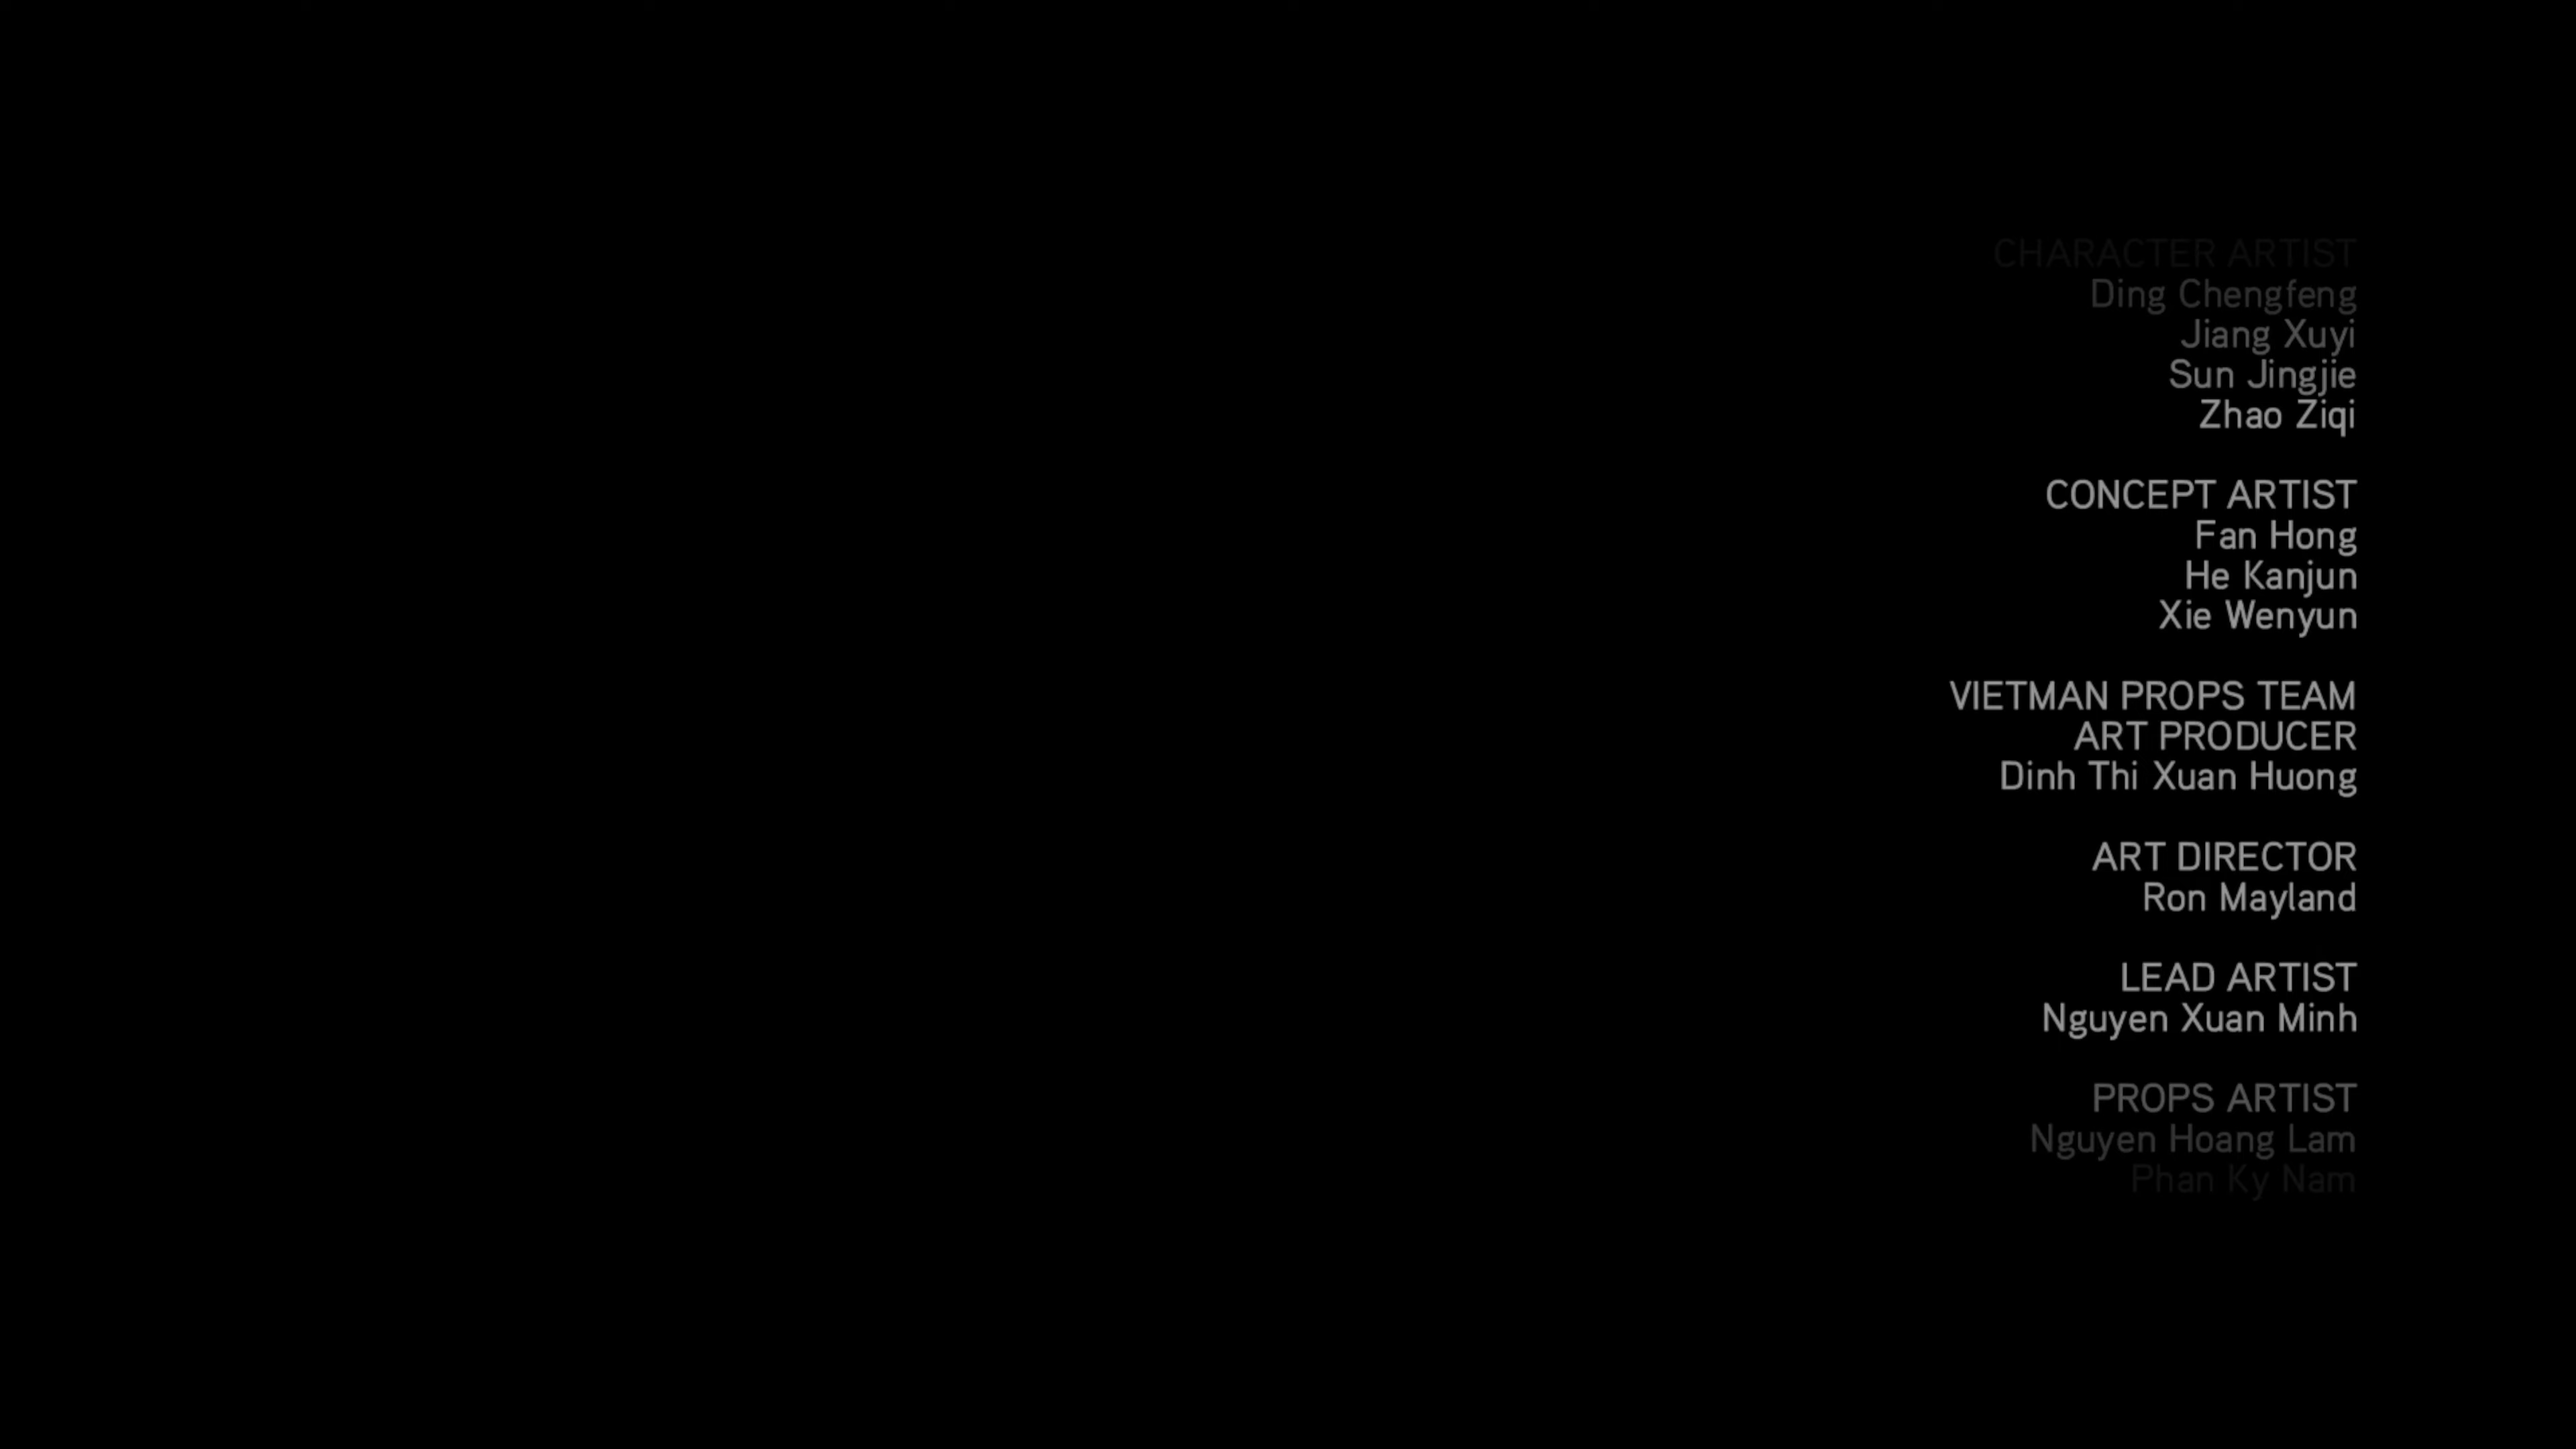 CHARACTER ARTIST
Ding Chengfeng
Jiang Xuyi
Sun Jingjie
Zhao Ziqi
CONCEPT ARTIST
Fan Hong
He Kanjun
Xie Wenyun
VIETMAN PROPS TEAM
ART PRODUCER
Dinh Thi Xuan Huong
ART DIRECTOR
Ron Mayland
LEAD ARTIST
Nguyen Xuan Minh
PROPS ARTIST
Nguyen Hoang Lam
Phan Ky Nam